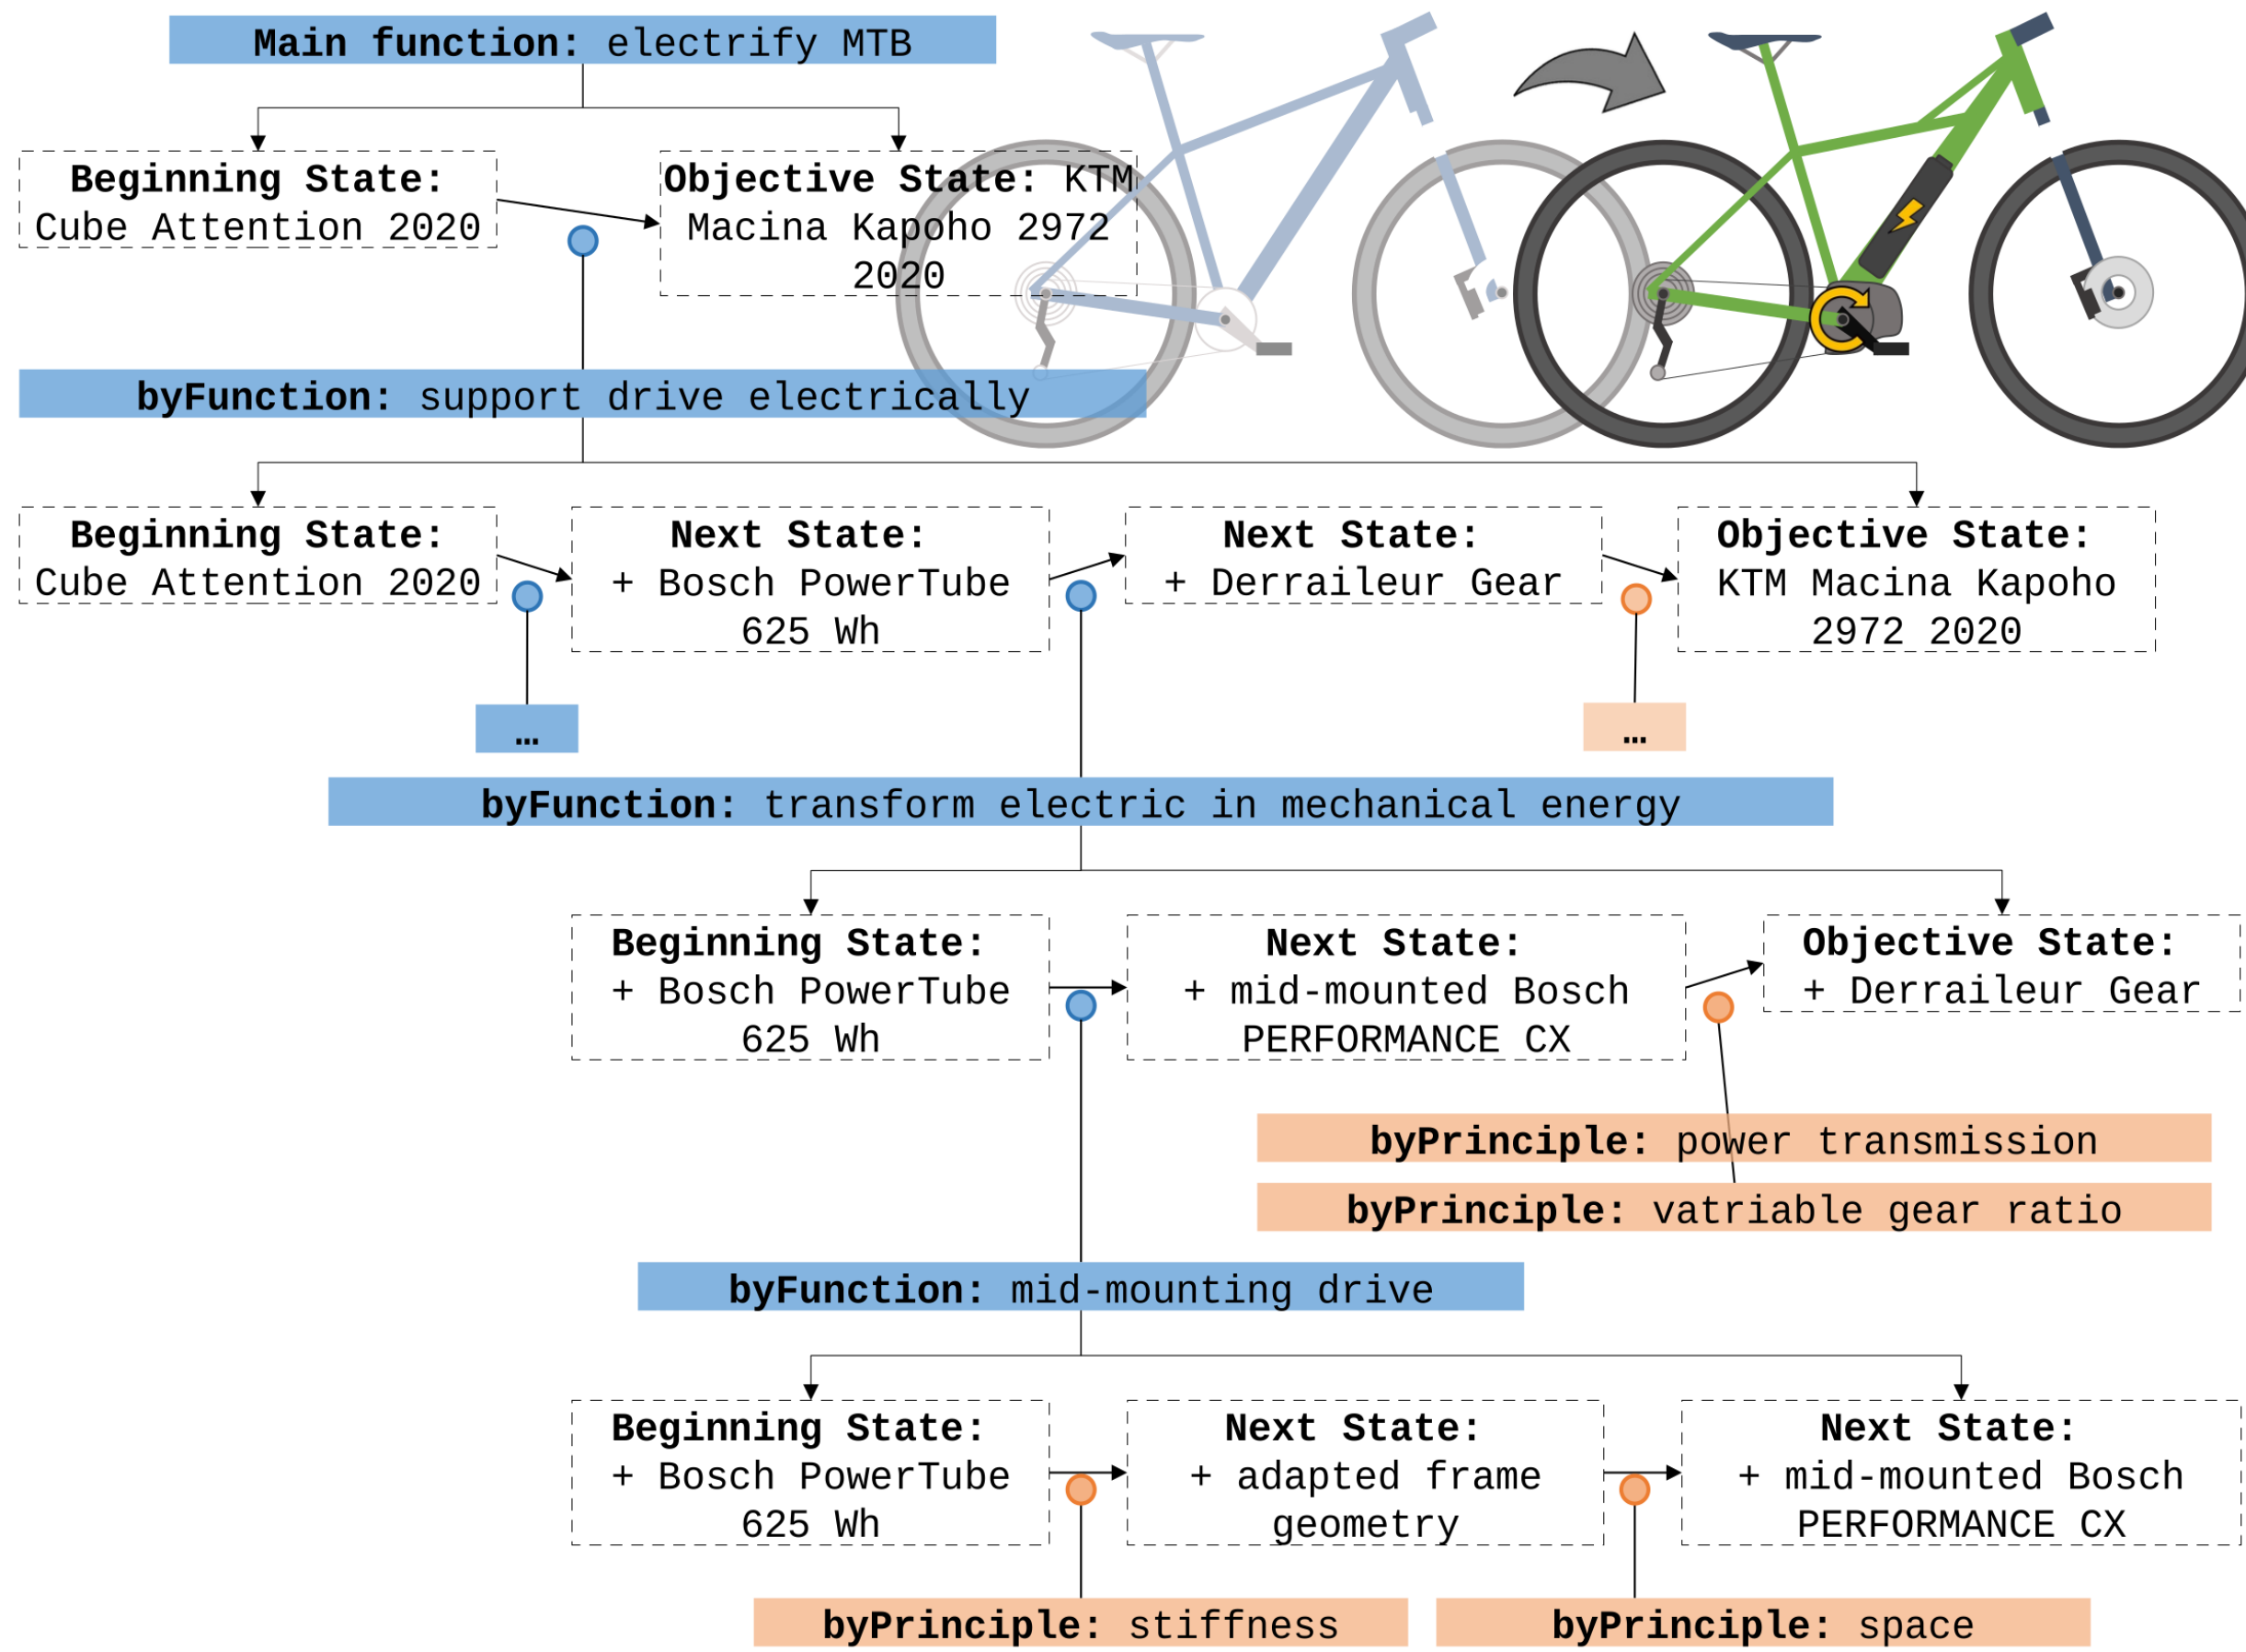 Main function: electrify MTB
Beginning State:
Cube Attention 2020
Objective State: KTM
Macina Kapoho 2972
2020
byFunction: support drive electrically
Beginning State:
Cube Attention 2020
Next State:
+ Bosch PowerTube
625 Wh
Next State:
+ Derraileur Gear
Objective State:
KTM Macina Kapoho
2972 2020
…
…
byFunction: transform electric in mechanical energy
Beginning State:
+ Bosch PowerTube
625 Wh
Next State:
+ mid-mounted Bosch
PERFORMANCE CX
Objective State:
+ Derraileur Gear
byPrinciple: power transmission
byPrinciple: vatriable gear ratio
byFunction: mid-mounting drive
Beginning State:
+ Bosch PowerTube
625 Wh
Next State:
+ adapted frame
geometry
Next State:
+ mid-mounted Bosch
PERFORMANCE CX
byPrinciple: stiffness
byPrinciple: space